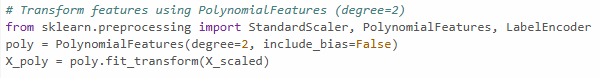 # Transform features using PolynomialFeatures (degree=2)
from sklearn.preprocessing import StandardScaler, PolynomialFeatures, LabelEncoder
poly = PolynomialFeatures(degree=2, include_bias=False)
X_poly = poly.fit_transform(X_scaled)